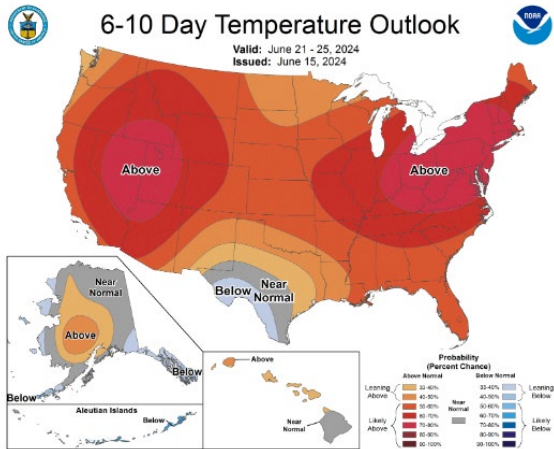 6-10 Day Temperature Outlook
Valid: June 21 - 25, 2024
Issued: June 15, 2024
NOAA
Above
Above
Below
Near
Normal
Near
Normal
Above
Below
Below
Aleutian Islands
Below
Above
Near
Normal
Probability
(Percent Chance)
Above Normal
Below Normal
Leaning
Above
Likely
Above
33-40%
40-50%
50-60%
60-70%
70-80%
80-90%
90-100%
Near
Normal
33-40%
40-50%
50-60%
60-70%
70-80%
80-90%
90-100%
Leaning
Below
Likely
Below